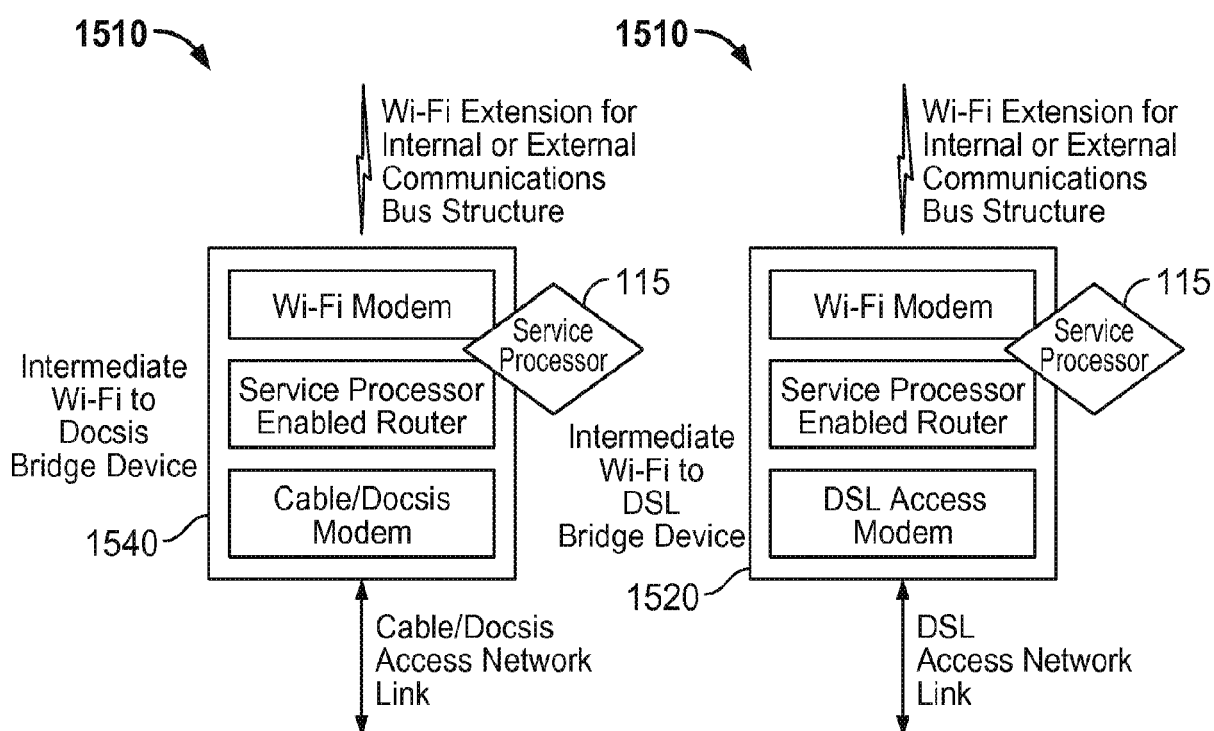 1510
Wi-Fi Extension for
Internal or External
Communications
Bus Structure
Wi-Fi Modem
115
Service
Processor
Service Processor
Enabled Router
Intermediate
Wi-Fi to
Docsis
Bridge Device
Cable/Docsis
Modem
1540
Cable/Docsis
Access Network
Link
1510
Wi-Fi Extension for
Internal or External
Communications
Bus Structure
Wi-Fi Modem
115
Service
Processor
Service Processor
Enabled Router
Intermediate
Wi-Fi to
DSL
Bridge Device
DSL Access
Modem
1520
DSL
Access Network
Link